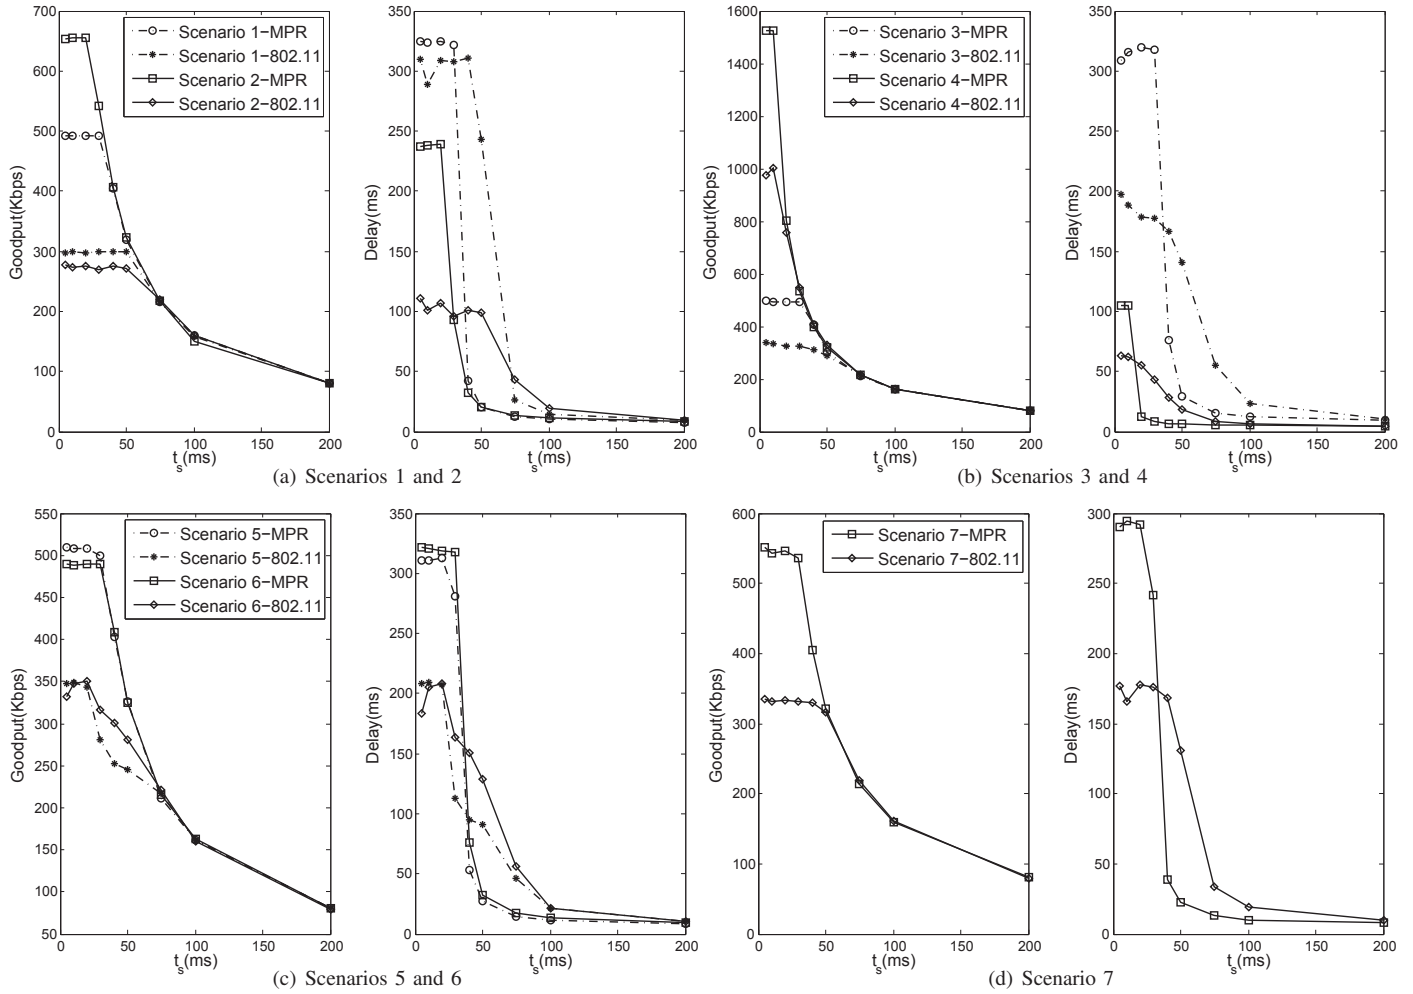 700
600
500
400
300
200
100
0
Goodput(Kbps)
0 50 100 150 200
t_s(ms)
Scenario 1−MPR
Scenario 1−802.11
Scenario 2−MPR
Scenario 2−802.11
350
300
250
200
150
100
50
0
Delay(ms)
0 50 100 150 200
t_s(ms)
(a) Scenarios 1 and 2
1600
1400
1200
1000
800
600
400
200
0
Goodput(Kbps)
0 50 100 150 200
t_s(ms)
Scenario 3−MPR
Scenario 3−802.11
Scenario 4−MPR
Scenario 4−802.11
350
300
250
200
150
100
50
0
Delay(ms)
0 50 100 150 200
t_s(ms)
(b) Scenarios 3 and 4
550
500
450
400
350
300
250
200
150
100
50
Goodput(Kbps)
0 50 100 150 200
t_s(ms)
Scenario 5−MPR
Scenario 5−802.11
Scenario 6−MPR
Scenario 6−802.11
350
300
250
200
150
100
50
0
Delay(ms)
0 50 100 150 200
t_s(ms)
(c) Scenarios 5 and 6
600
500
400
300
200
100
0
Goodput(Kbps)
0 50 100 150 200
t_s(ms)
Scenario 7−MPR
Scenario 7−802.11
300
250
200
150
100
50
0
Delay(ms)
0 50 100 150 200
t_s(ms)
(d) Scenario 7